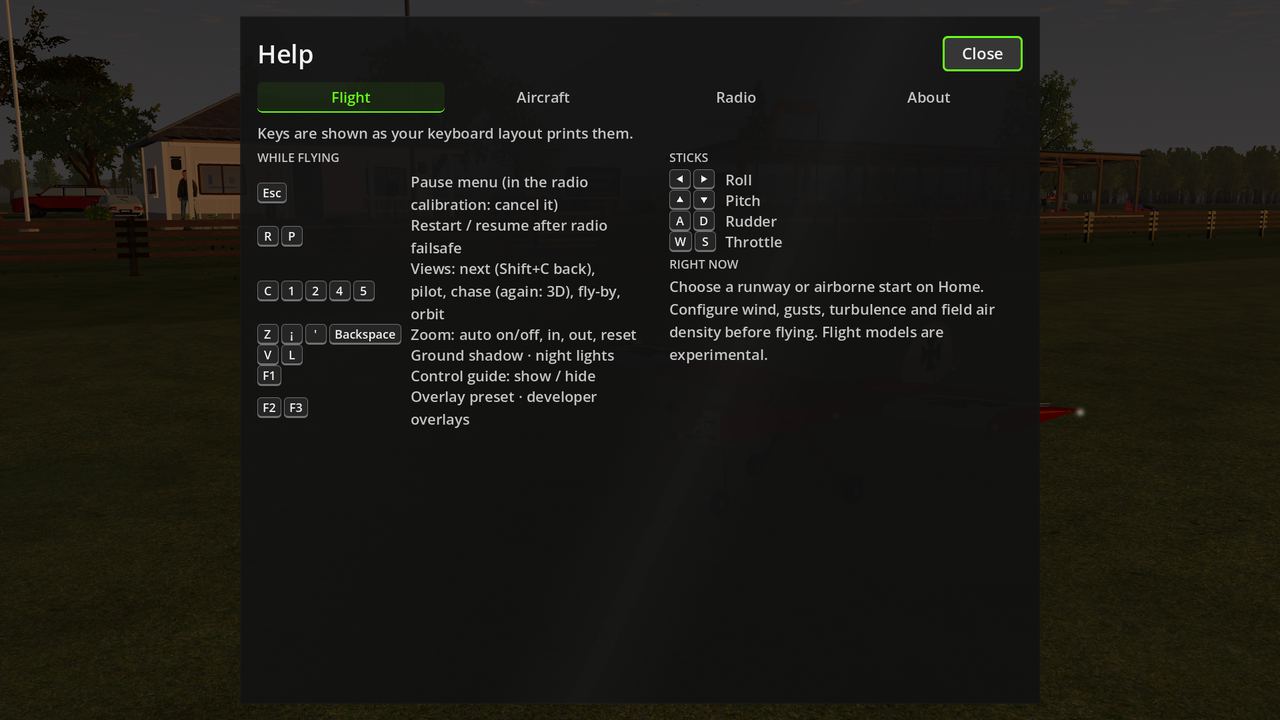 Help
Close
Flight
Aircraft
Radio
About
Keys are shown as your keyboard layout prints them.
WHILE FLYING
Esc
Pause menu (in the radio
calibration: cancel it)
R P
Restart / resume after radio
failsafe
C 1 2 4 5
Views: next (Shift+C back),
pilot, chase (again: 3D), fly-by,
orbit
Z ¡ ' Backspace Zoom: auto on/off, in, out, reset
V L Ground shadow · night lights
F1 Control guide: show / hide
F2 F3
Overlay preset · developer
overlays
STICKS
◄ ► Roll
▲ ▼ Pitch
A D Rudder
W S Throttle
RIGHT NOW
Choose a runway or airborne start on Home.
Configure wind, gusts, turbulence and field air
density before flying. Flight models are
experimental.